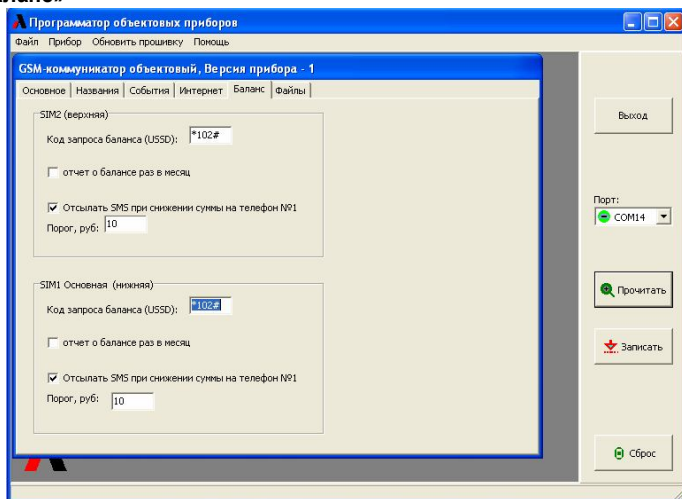 аланс»
Программатор объектовых приборов
Файл Прибор Обновить прошивку Помощь
GSM-коммуникатор объектовый, Версия прибора - 1
Основное Названия События Интернет Баланс Файлы
SIM2 (верхняя)
Код запроса баланса (USSD): *102#
отчет о балансе раз в месяц
Отсылать SMS при снижении суммы на телефон №1
Порог, руб: 10
SIM1 Основная (нижняя)
Код запроса баланса (USSD): *102#
отчет о балансе раз в месяц
Отсылать SMS при снижении суммы на телефон №1
Порог, руб: 10
Выход
Порт:
COM14
Прочитать
Записать
Сброс